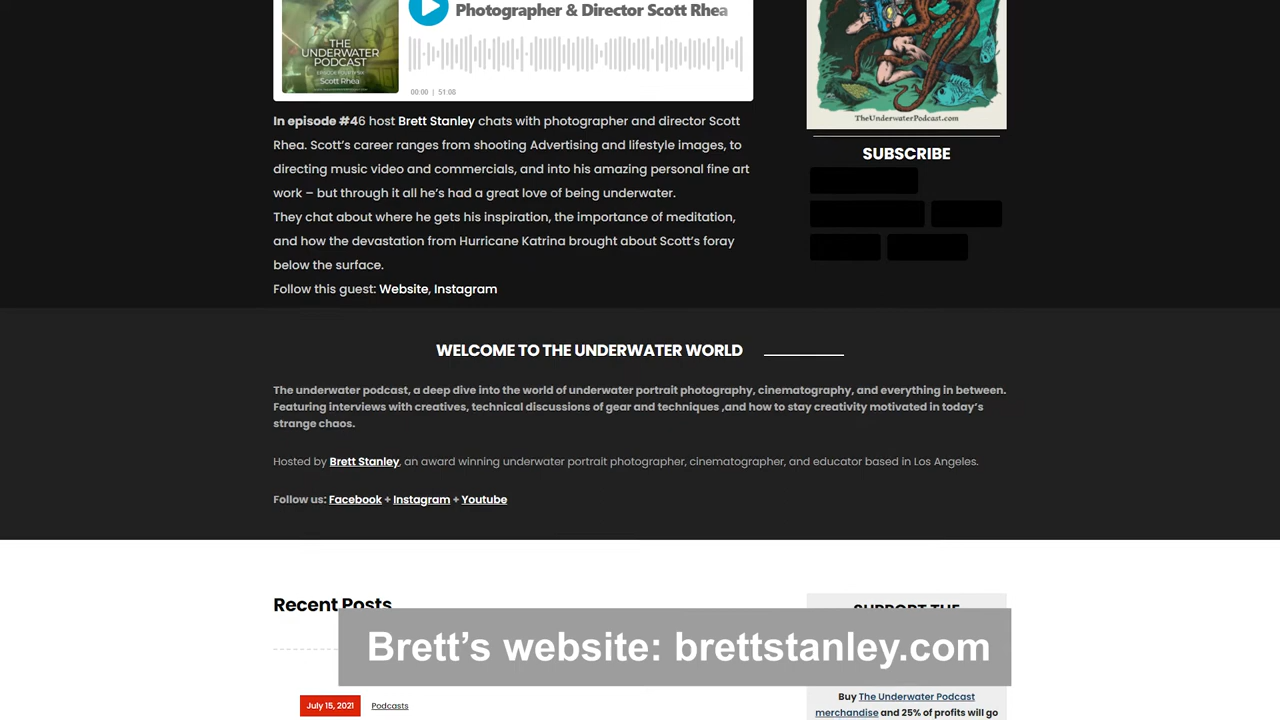 Photographer & Director Scott Rhea
THE
UNDERWATER
PODCAST
Scott Rhea
00:00 | 51:08
In episode #46 host Brett Stanley chats with photographer and director Scott
Rhea. Scott's career ranges from shooting Advertising and lifestyle images, to
directing music video and commercials, and into his amazing personal fine art
work – but through it all he's had a great love of being underwater.
They chat about where he gets his inspiration, the importance of meditation,
and how the devastation from Hurricane Katrina brought about Scott's foray
below the surface.
Follow this guest: Website, Instagram
TheUnderwaterPodcast.com
SUBSCRIBE
WELCOME TO THE UNDERWATER WORLD
The underwater podcast, a deep dive into the world of underwater portrait photography, cinematography, and everything in between.
Featuring interviews with creatives, technical discussions of gear and techniques ,and how to stay creativity motivated in today's
strange chaos.
Hosted by Brett Stanley, an award winning underwater portrait photographer, cinematographer, and educator based in Los Angeles.
Follow us: Facebook + Instagram + Youtube
Recent Posts
SUPPORT THE
Brett's website: brettstanley.com
July 15, 2021 Podcasts
Buy The Underwater Podcast
merchandise and 25% of profits will go